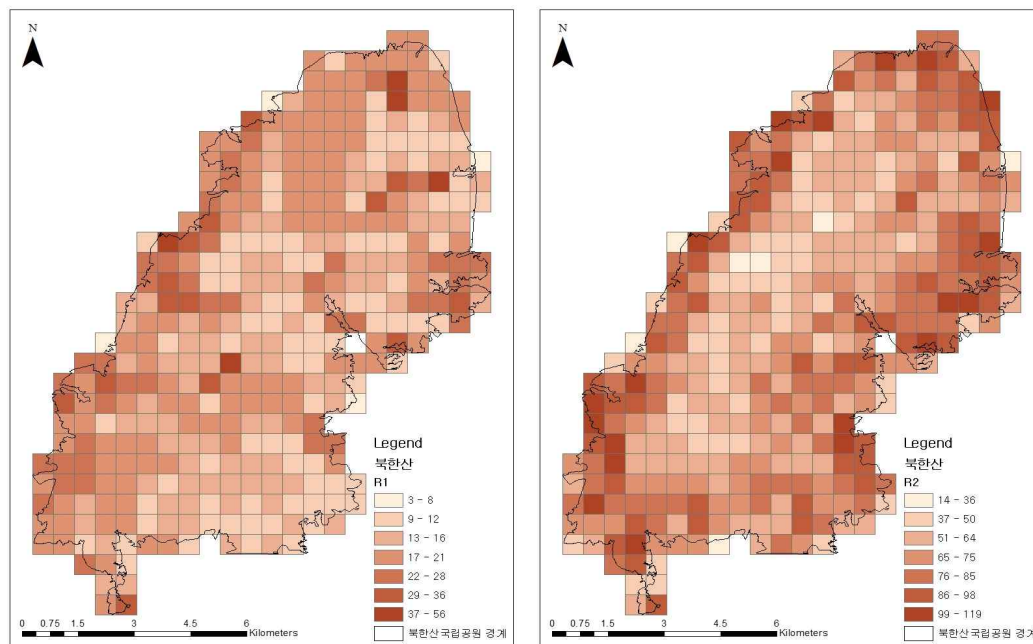 N
Legend
북한산
R1
3 - 8
9 - 12
13 - 16
17 - 21
22 - 28
29 - 36
37 - 56
북한산국립공원 경계
0 0.75 1.5 3 4.5 6
Kilometers
N
Legend
북한산
R2
14 - 36
37 - 50
51 - 64
65 - 75
76 - 85
86 - 98
99 - 119
북한산국립공원 경계
0 0.75 1.5 3 4.5 6
Kilometers